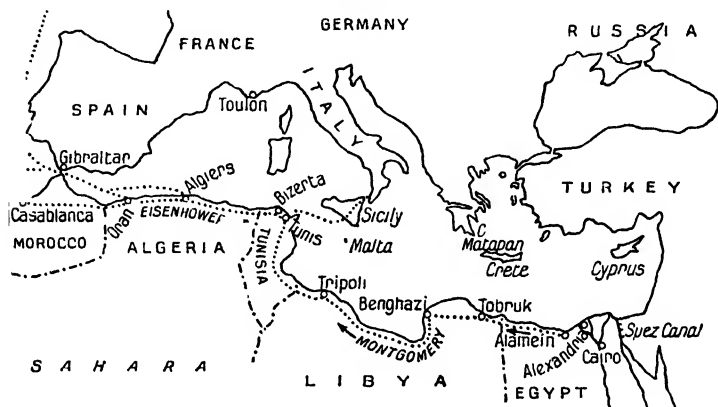 GERMANY
RUSSIA
FRANCE
ITALY
SPAIN
Toulon
Gibraltar
Algiers
Bizerta
TURKEY
Casablanca
Oran
EISENHOWER
Tunis
Sicily
MOROCCO
ALGERIA
TUNISIA
Malta
C
Matapan
Crete
Cyprus
Tripoli
Benghazi
Tobruk
MONTGOMERY
Alamein
Alexandria
Cairo
Suez Canal
SAHARA
LIBYA
EGYPT